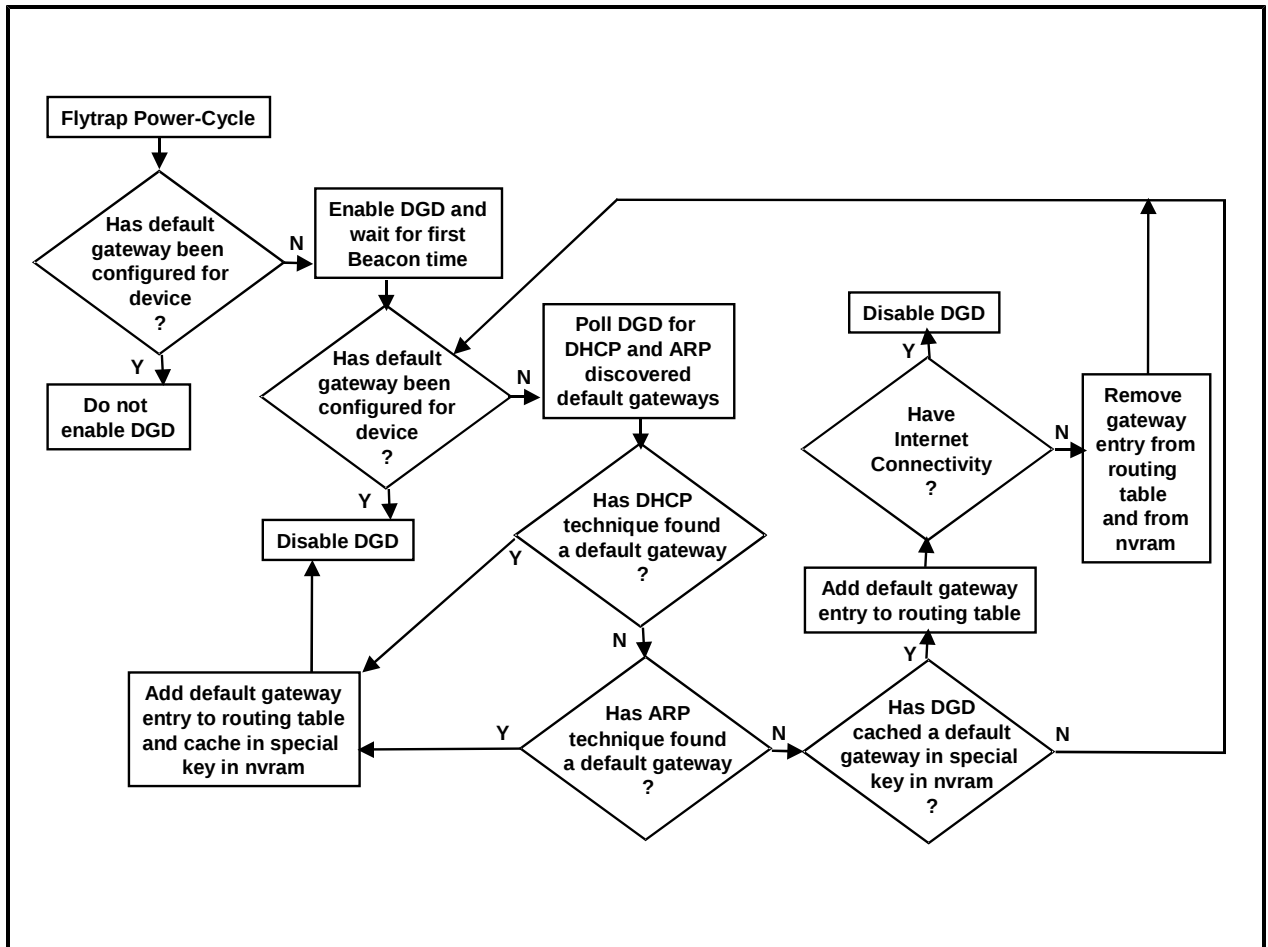 Flytrap Power-Cycle
Has default
gateway been
configured for
device
?
N
Y
Do not
enable DGD
Enable DGD and
wait for first
Beacon time
Has default
gateway been
configured for
device
?
N
Y
Disable DGD
Poll DGD for
DHCP and ARP
discovered
default gateways
Has DHCP
technique found
a default gateway
?
Y
N
Add default gateway
entry to routing table
and cache in special
key in nvram
Has ARP
technique found
a default gateway
?
Y
N
Has DGD
cached a default
gateway in special
key in nvram
?
Y
N
Add default gateway
entry to routing table
Have
Internet
Connectivity
?
Y
N
Disable DGD
Remove
gateway
entry from
routing
table
and from
nvram